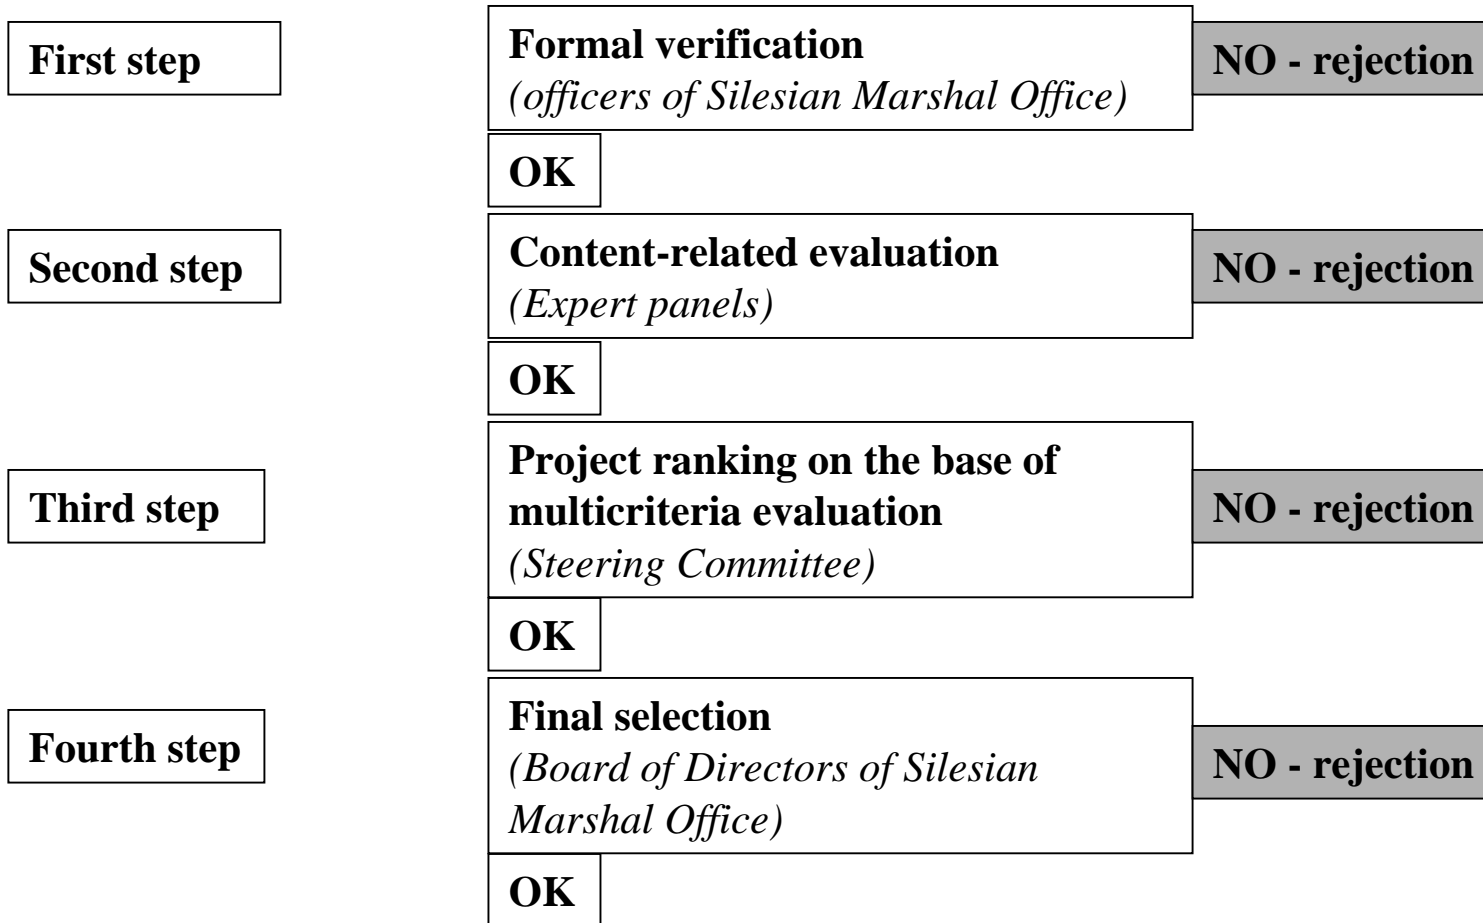 First step
Formal verification
(officers of Silesian Marshal Office)
NO - rejection
OK
Second step
Content-related evaluation
(Expert panels)
NO - rejection
OK
Third step
Project ranking on the base of
multicriteria evaluation
(Steering Committee)
NO - rejection
OK
Fourth step
Final selection
(Board of Directors of Silesian
Marshal Office)
NO - rejection
OK